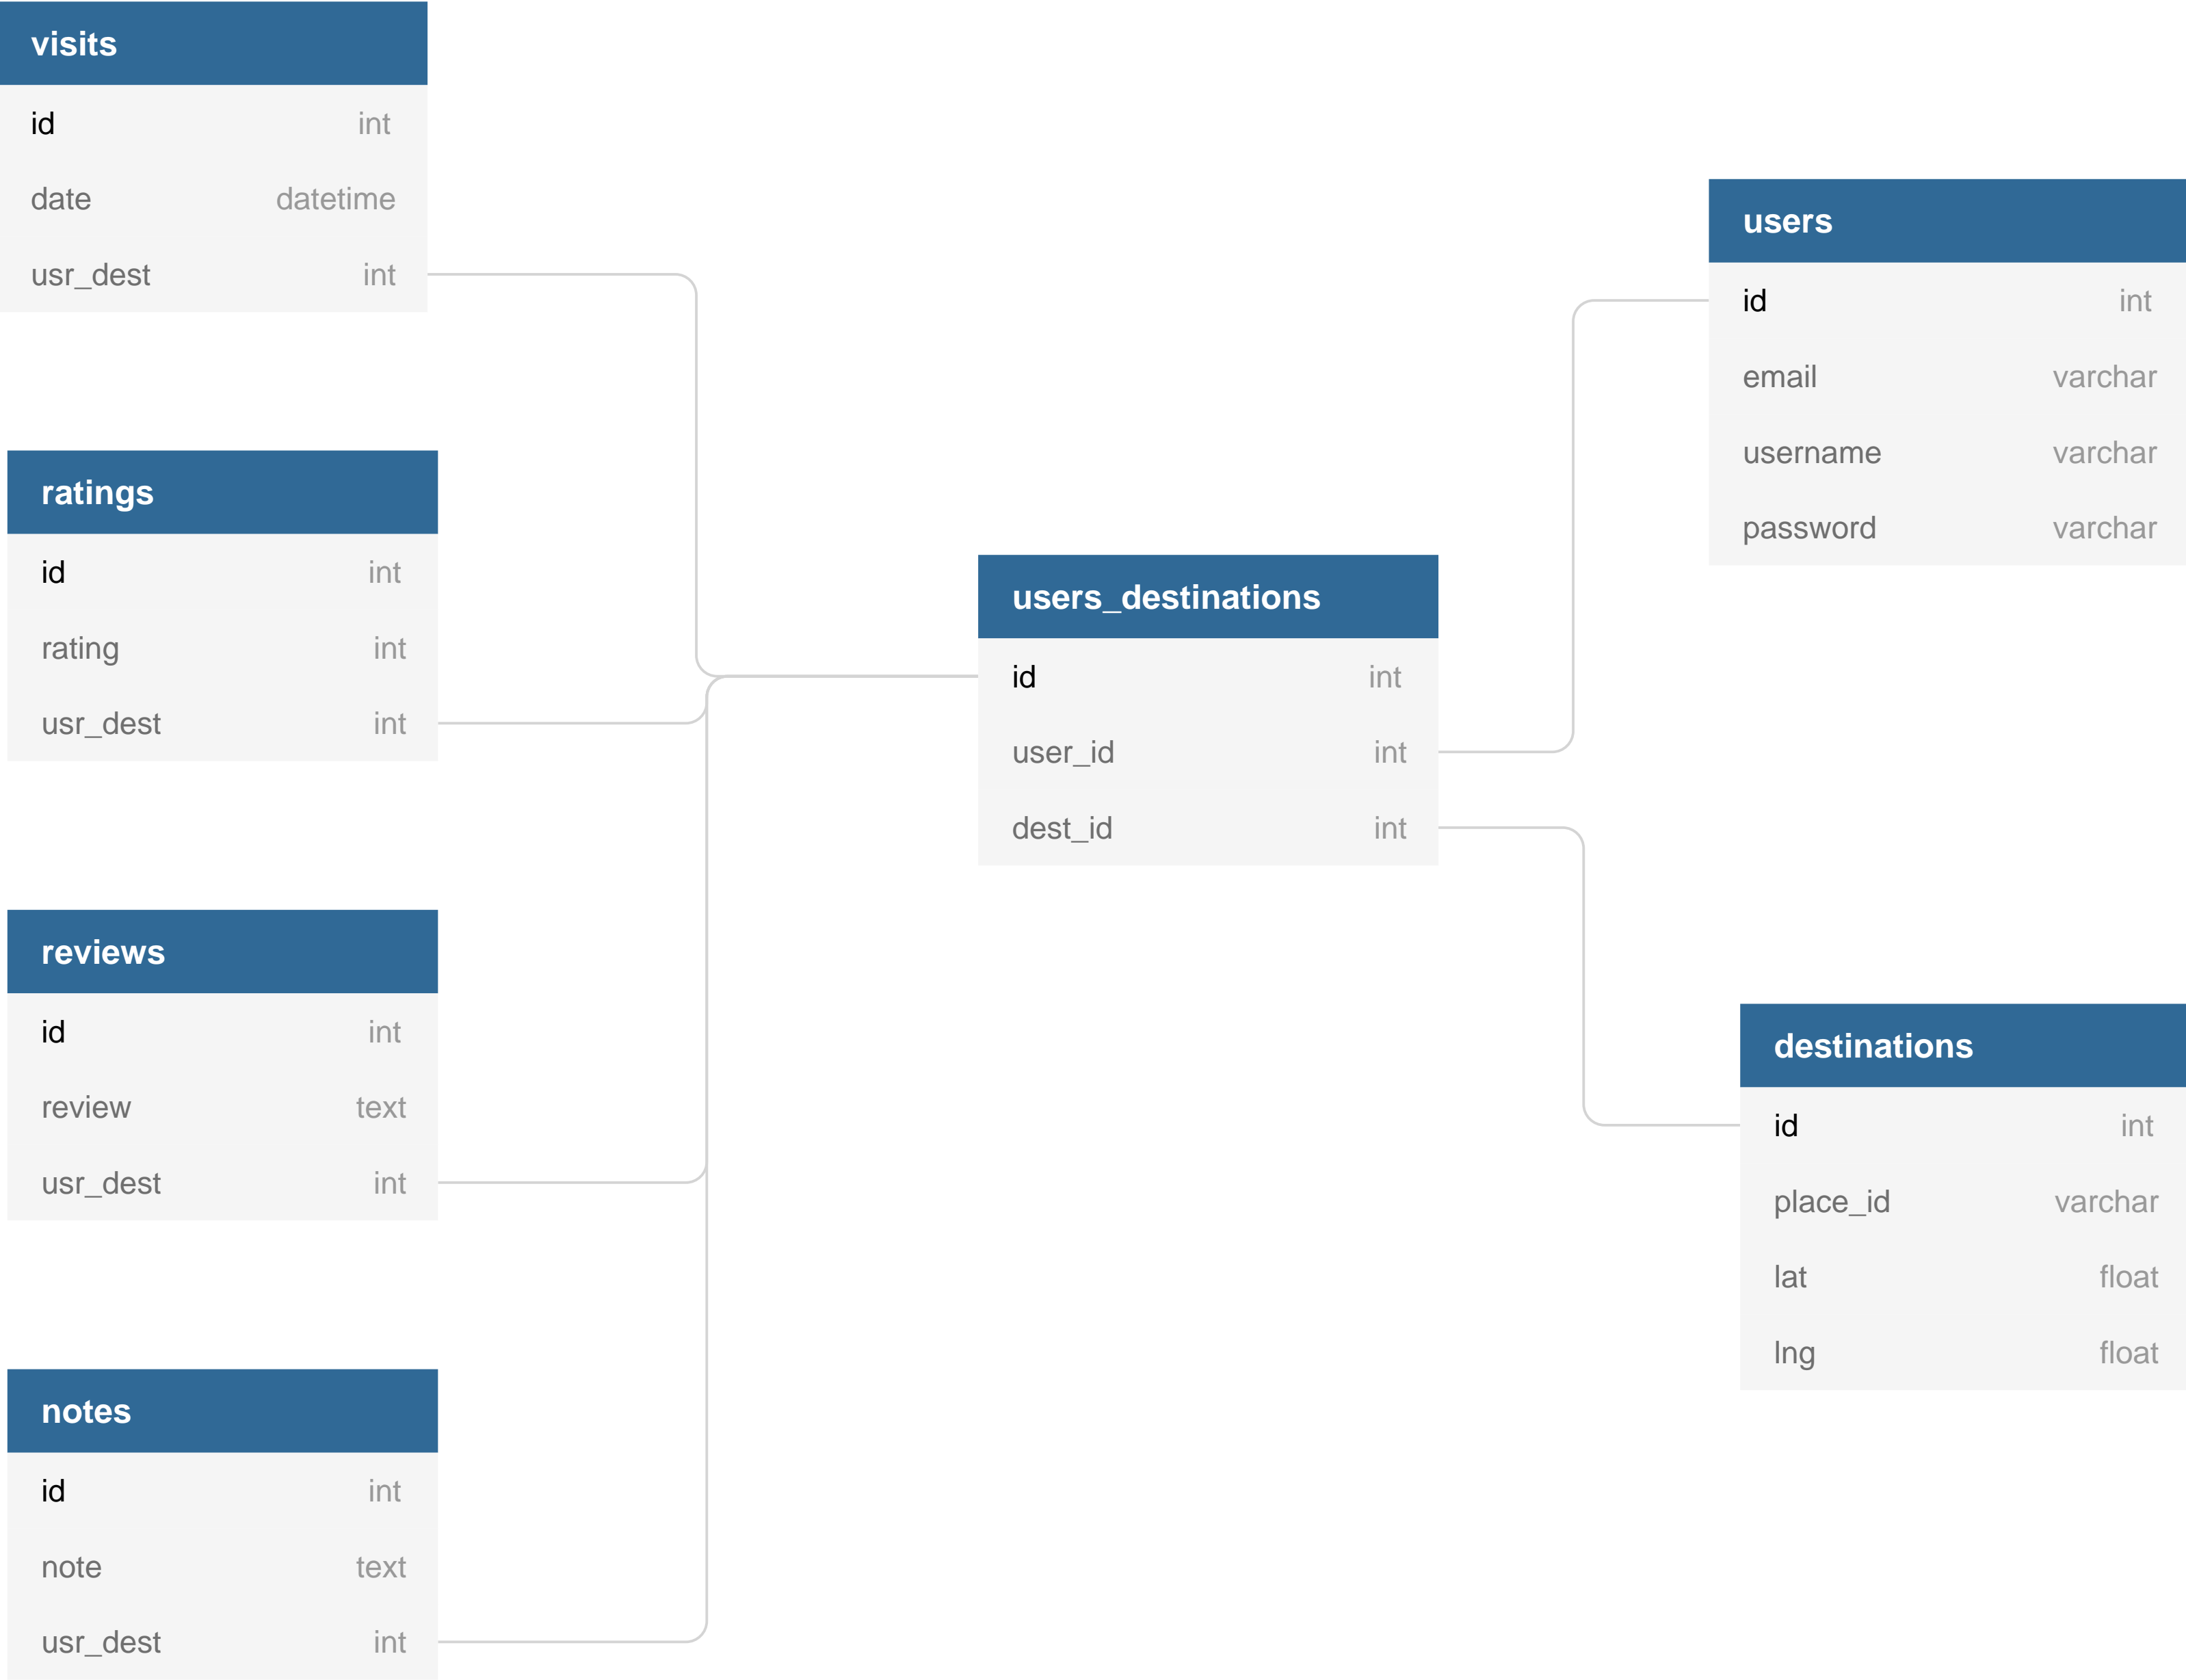 visits
id int
date datetime
usr_dest int
ratings
id int
rating int
usr_dest int
reviews
id int
review text
usr_dest int
notes
id int
note text
usr_dest int
users_destinations
id int
user_id int
dest_id int
users
id int
email varchar
username varchar
password varchar
destinations
id int
place_id varchar
lat float
lng float